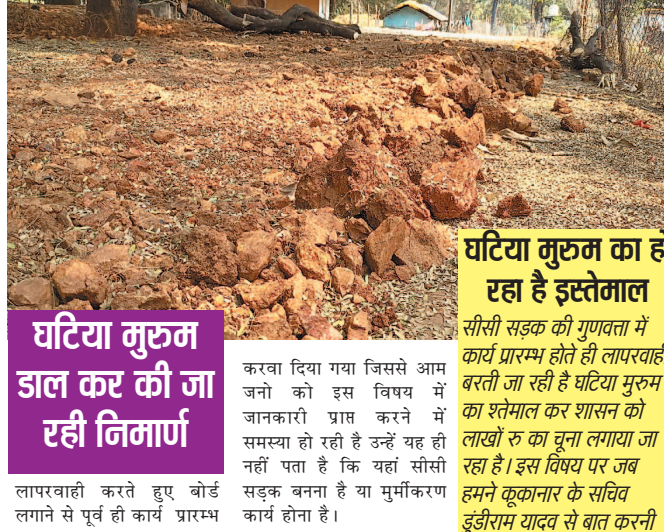 घटिया मुरुम
डाल कर की जा
रही निमार्ण
लापरवाही करते हुए बोर्ड
लगाने से पूर्व ही कार्य प्रारम्भ
करवा दिया गया जिससे आम
जनो को इस विषय में
जानकारी प्राप्त करने में
समस्या हो रही है उन्हें यह ही
नहीं पता है कि यहां सीसी
सड़क बनना है या मुर्मीकरण
कार्य होना है।
घटिया मुरुम का हो
रहा है इस्तेमाल
सीसी सड़क की गुणवत्ता में
कार्य प्रारम्भ होते ही लापरवाही
बरती जा रही है घटिया मुरुम
का श्तेमाल कर शासन को
लाखों रु का चूना लगाया जा
रहा है। इस विषय पर जब
हमने कूकानार के सचिव
डुंडीराम यादव से बात करनी